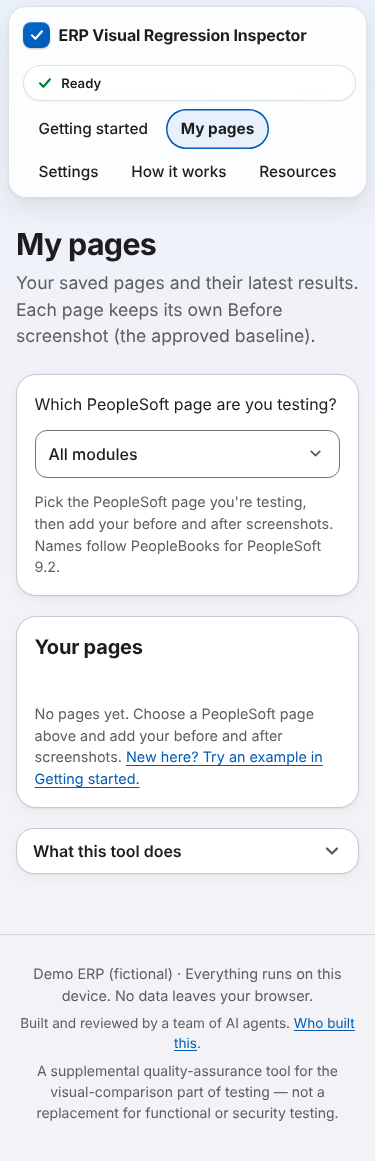 ERP Visual Regression Inspector
Ready
Getting started
My pages
Settings
How it works
Resources
My pages
Your saved pages and their latest results.
Each page keeps its own Before
screenshot (the approved baseline).
Which PeopleSoft page are you testing?
All modules
Pick the PeopleSoft page you're testing,
then add your before and after screenshots.
Names follow PeopleBooks for PeopleSoft
9.2.
Your pages
No pages yet. Choose a PeopleSoft page
above and add your before and after
screenshots. New here? Try an example in
Getting started.
What this tool does
Demo ERP (fictional) · Everything runs on this
device. No data leaves your browser.
Built and reviewed by a team of AI agents. Who built
this.
A supplemental quality-assurance tool for the
visual-comparison part of testing — not a
replacement for functional or security testing.